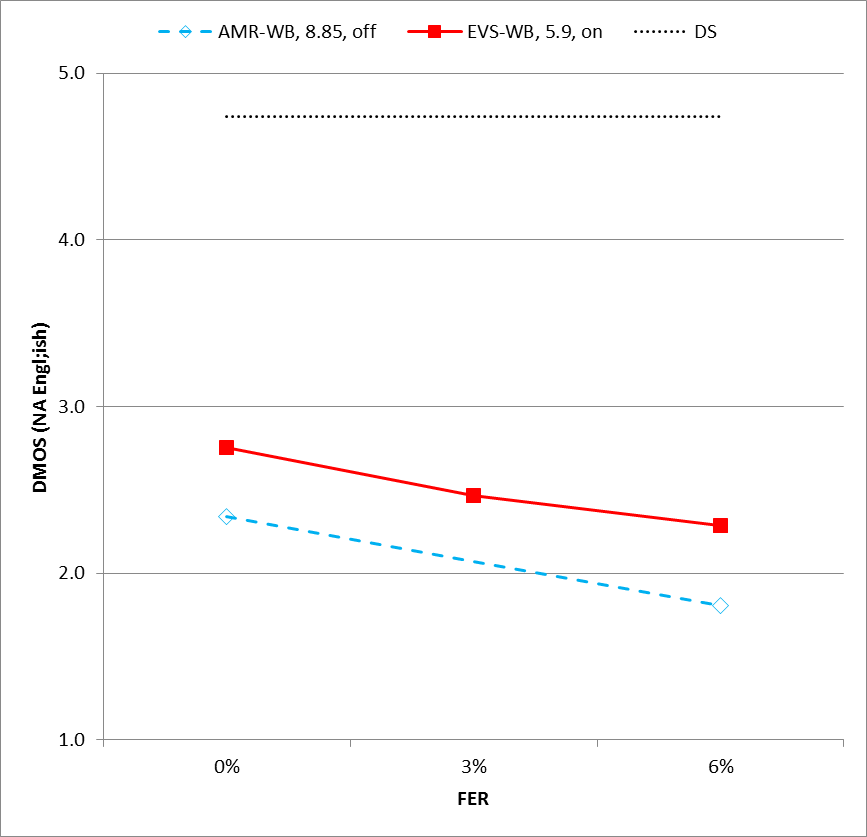 AMR-WB, 8.85, off EVS-WB, 5.9, on DS
5.0
4.0
3.0
2.0
1.0
DMOS (NA Engl;ish)
0% 3% 6%
FER